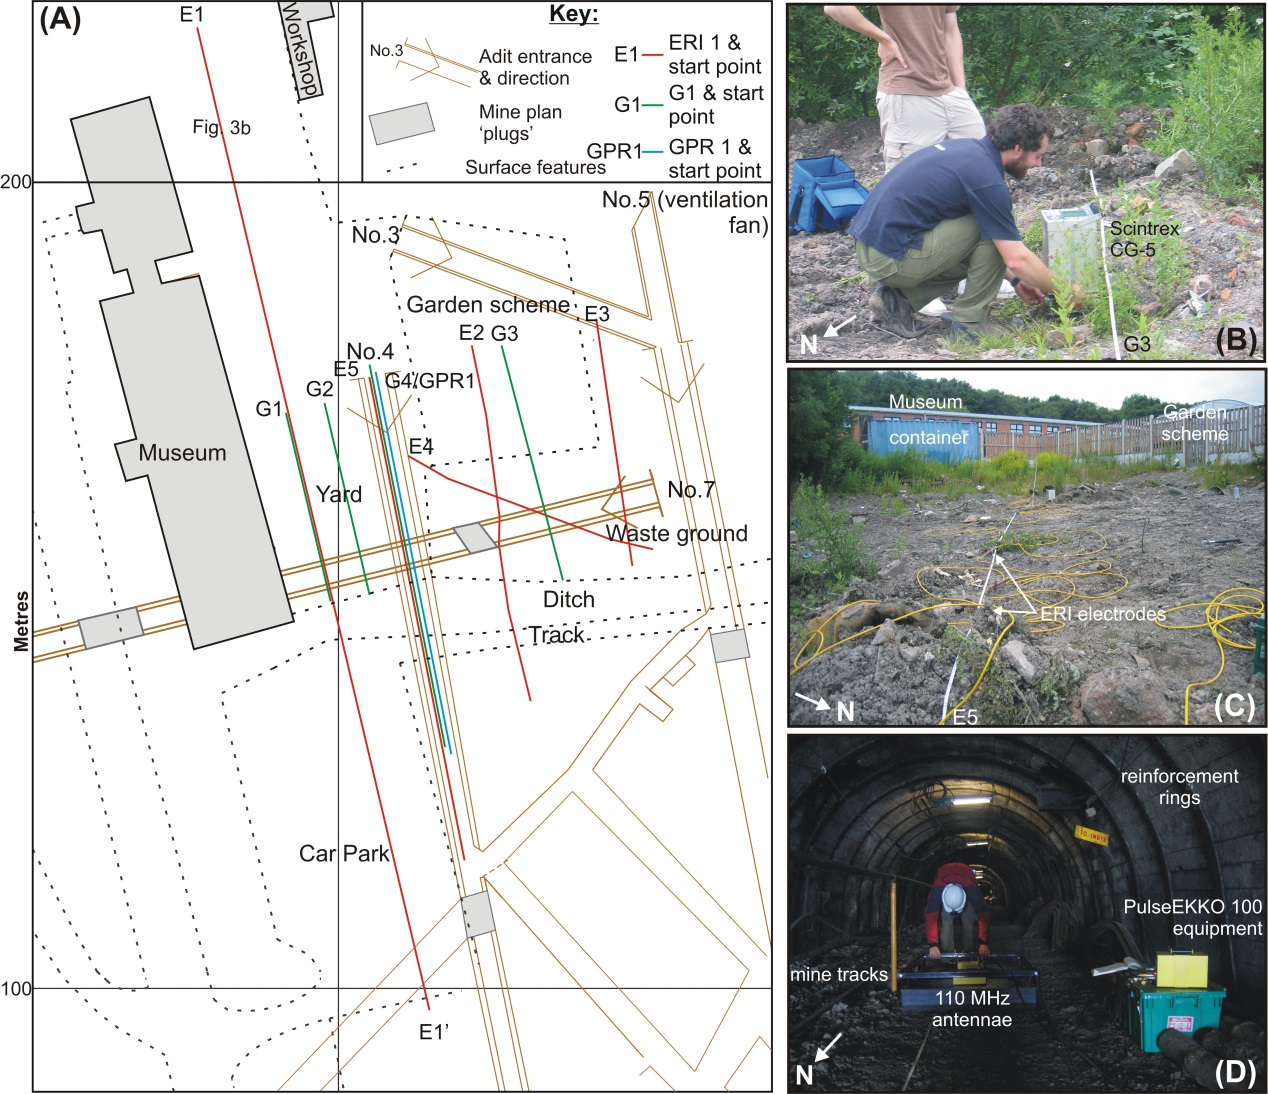 (A)
E1
Workshop
Key:
No.3
Adit entrance
& direction
E1
ERI 1 &
start point
Mine plan
'plugs'
G1
G1 & start
point
GPR1
GPR 1 &
start point
Surface features
Fig. 3b
200
No.5 (ventilation
fan)
No.3
Garden scheme
E2 G3
E3
No.4
E5
G4/GPR1
G2
G1
E4
Museum
Yard
No.7
Waste ground
Ditch
Track
Metres
Car Park
100
E1’
Scintrex
CG-5
N
G3
(B)
Museum
container
Garden
scheme
ERI electrodes
N
E5
(C)
reinforcement
rings
TO INBYE
PulseEKKO 100
equipment
mine tracks
110 MHz
antennae
N
(D)